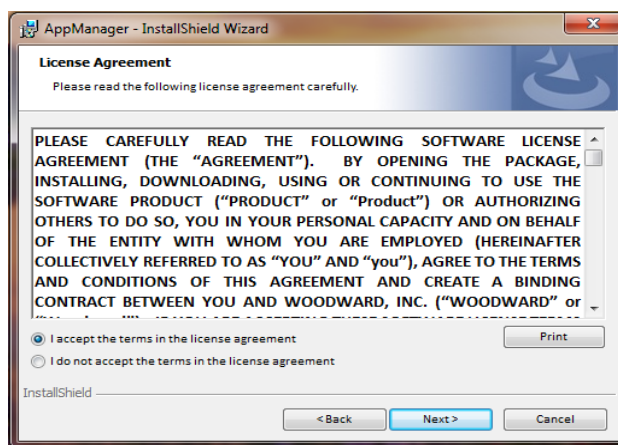 AppManager - InstallShield Wizard
License Agreement
Please read the following license agreement carefully.
PLEASE CAREFULLY READ THE FOLLOWING SOFTWARE LICENSE
AGREEMENT (THE “AGREEMENT”). BY OPENING THE PACKAGE,
INSTALLING, DOWNLOADING, USING OR CONTINUING TO USE THE
SOFTWARE PRODUCT (“PRODUCT” or “Product”) OR AUTHORIZING
OTHERS TO DO SO, YOU IN YOUR PERSONAL CAPACITY AND ON BEHALF
OF THE ENTITY WITH WHOM YOU ARE EMPLOYED (HEREINAFTER
COLLECTIVELY REFERRED TO AS “YOU” AND “you”), AGREE TO THE TERMS
AND CONDITIONS OF THIS AGREEMENT AND CREATE A BINDING
CONTRACT BETWEEN YOU AND WOODWARD, INC. (“WOODWARD” or
I accept the terms in the license agreement
Print
I do not accept the terms in the license agreement
InstallShield
< Back
Next >
Cancel